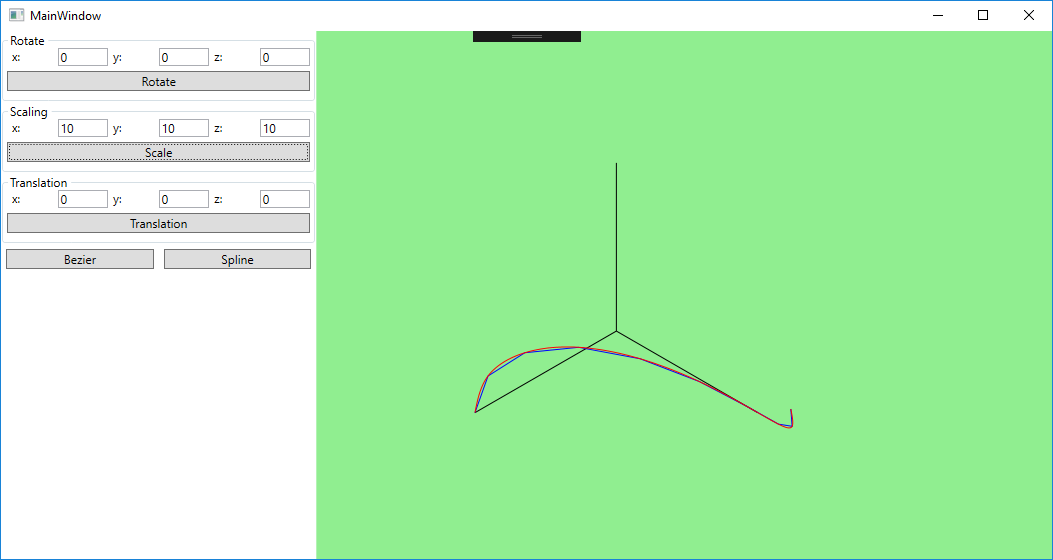 MainWindow
Rotate
x: 0 y: 0 z: 0
Rotate
Scaling
x: 10 y: 10 z: 10
Scale
Translation
x: 0 y: 0 z: 0
Translation
Bezier Spline